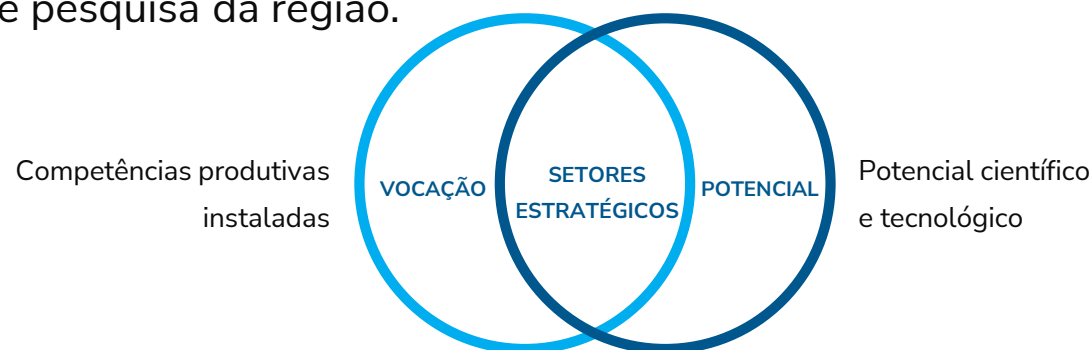 e pesquisa da região.
Competências produtivas
instaladas
VOCAÇÃO
SETORES
ESTRATÉGICOS
POTENCIAL
Potencial científico
e tecnológico